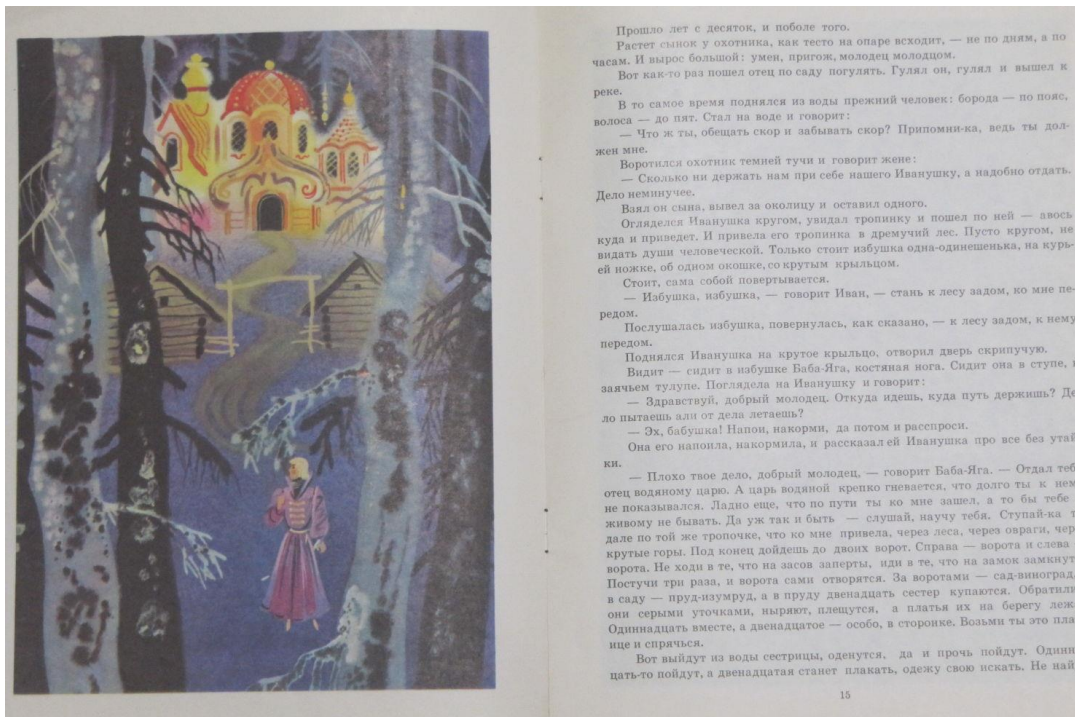 Прошло лет с десяток, и поболе того.
Растет сынок у охотника, как тесто на опаре всходит, — не по дням, а по
часам. И вырос большой: умен, пригож, молодец молодцом.
Вот как-то раз пошел отец по саду погулять. Гулял он, гулял и вышел к
реке.
В то самое время поднялся из воды прежний человек: борода — по пояс,
волоса — до пят. Стал на воде и говорит:
— Что ж ты, обещать скор и забывать скор? Припомни-ка, ведь ты дол-
жен мне.
Воротился охотник темней тучи и говорит жене:
— Сколько ни держать нам при себе нашего Иванушку, а надобно отдать.
Дело неминучее.
Взял он сына, вывел за околицу и оставил одного.
Огляделся Иванушка кругом, увидал тропинку и пошел по ней — авось
куда и приведет. И привела его тропинка в дремучий лес. Пусто кругом, не
видать души человеческой. Только стоит избушка одна-одинешенька, на курь-
ей ножке, об одном окошке, со крутым крыльцом.
Стоит, сама собой повертывается.
— Избушка, избушка, — говорит Иван, — стань к лесу задом, ко мне пе-
редом.
Послушалась избушка, повернулась, как сказано, — к лесу задом, к нему
передом.
Поднялся Иванушка на крутое крыльцо, отворил дверь скрипучую.
Видит — сидит в избушке Баба-Яга, костяная нога. Сидит она в ступе,
заячьем тулупе. Поглядела на Иванушку и говорит:
— Здравствуй, добрый молодец. Откуда идешь, куда путь держишь? Де
ло пытаешь али от дела летаешь?
— Эх, бабушка! Напои, накорми, да потом и расспроси.
Она его напоила, накормила, и рассказал ей Иванушка про все без утай
ки.
— Плохо твое дело, добрый молодец, — говорит Баба-Яга. — Отдал теб
отец водяному царю. А царь водяной крепко гневается, что долго ты к нем
не показывался. Ладно еще, что по пути ты ко мне зашел, а то бы тебе
живому не бывать. Да уж так и быть — слушай, научу тебя. Ступай-ка т
дале по той же тропочке, что ко мне привела, через леса, через овраги, чер
крутые горы. Под конец дойдешь до двоих ворот. Справа — ворота и слева
ворота. Не ходи в те, что на засов заперты, иди в те, что на замок замкнут
Постучи три раза, и ворота сами отворятся. За воротами — сад-виноград,
в саду — пруд-изумруд, а в пруду двенадцать сестер купаются. Обратили
они серыми уточками, ныряют, плещутся, а платья их на берегу леж
Одиннадцать вместе, а двенадцатое — особо, в сторонке. Возьми ты это пла
ице и спрячься.
Вот выйдут из воды сестрицы, оденутся, да и прочь пойдут. Одинн
цать-то пойдут, а двенадцатая станет плакать, одежу свою искать. Не най
15